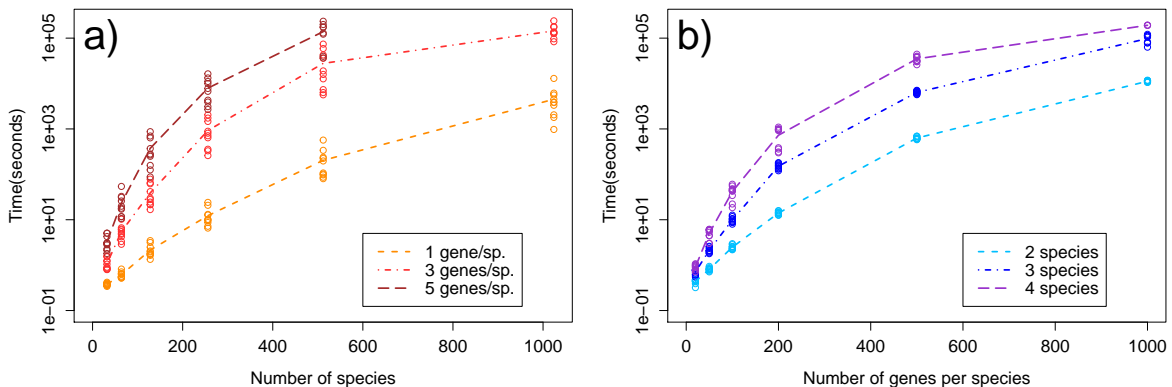 a)
Time(seconds)
1e+05
1e+03
1e+01
1e−01
0 200 400 600 800 1000
Number of species
1 gene/sp.
3 genes/sp.
5 genes/sp.
b)
Time(seconds)
1e+05
1e+03
1e+01
1e−01
0 200 400 600 800 1000
Number of genes per species
2 species
3 species
4 species